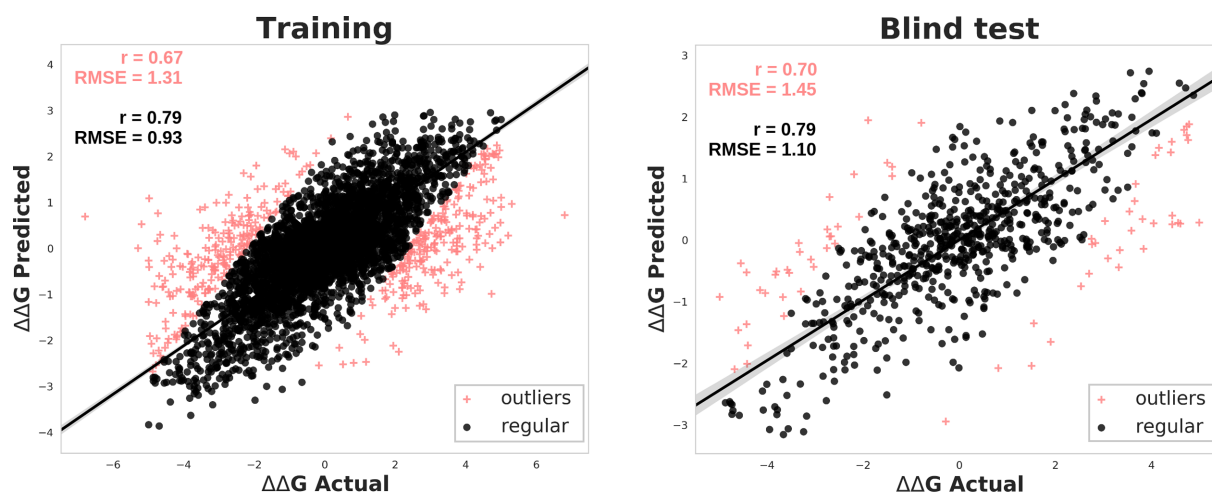 Training
r = 0.67
RMSE = 1.31
r = 0.79
RMSE = 0.93
4
3
2
1
0
−1
−2
−3
−4
ΔΔG Predicted
+ outliers
● regular
−6 −4 −2 0 2 4 6
ΔΔG Actual
Blind test
r = 0.70
RMSE = 1.45
r = 0.79
RMSE = 1.10
3
2
1
0
−1
−2
−3
ΔΔG Predicted
+ outliers
● regular
−4 −2 0 2 4
ΔΔG Actual